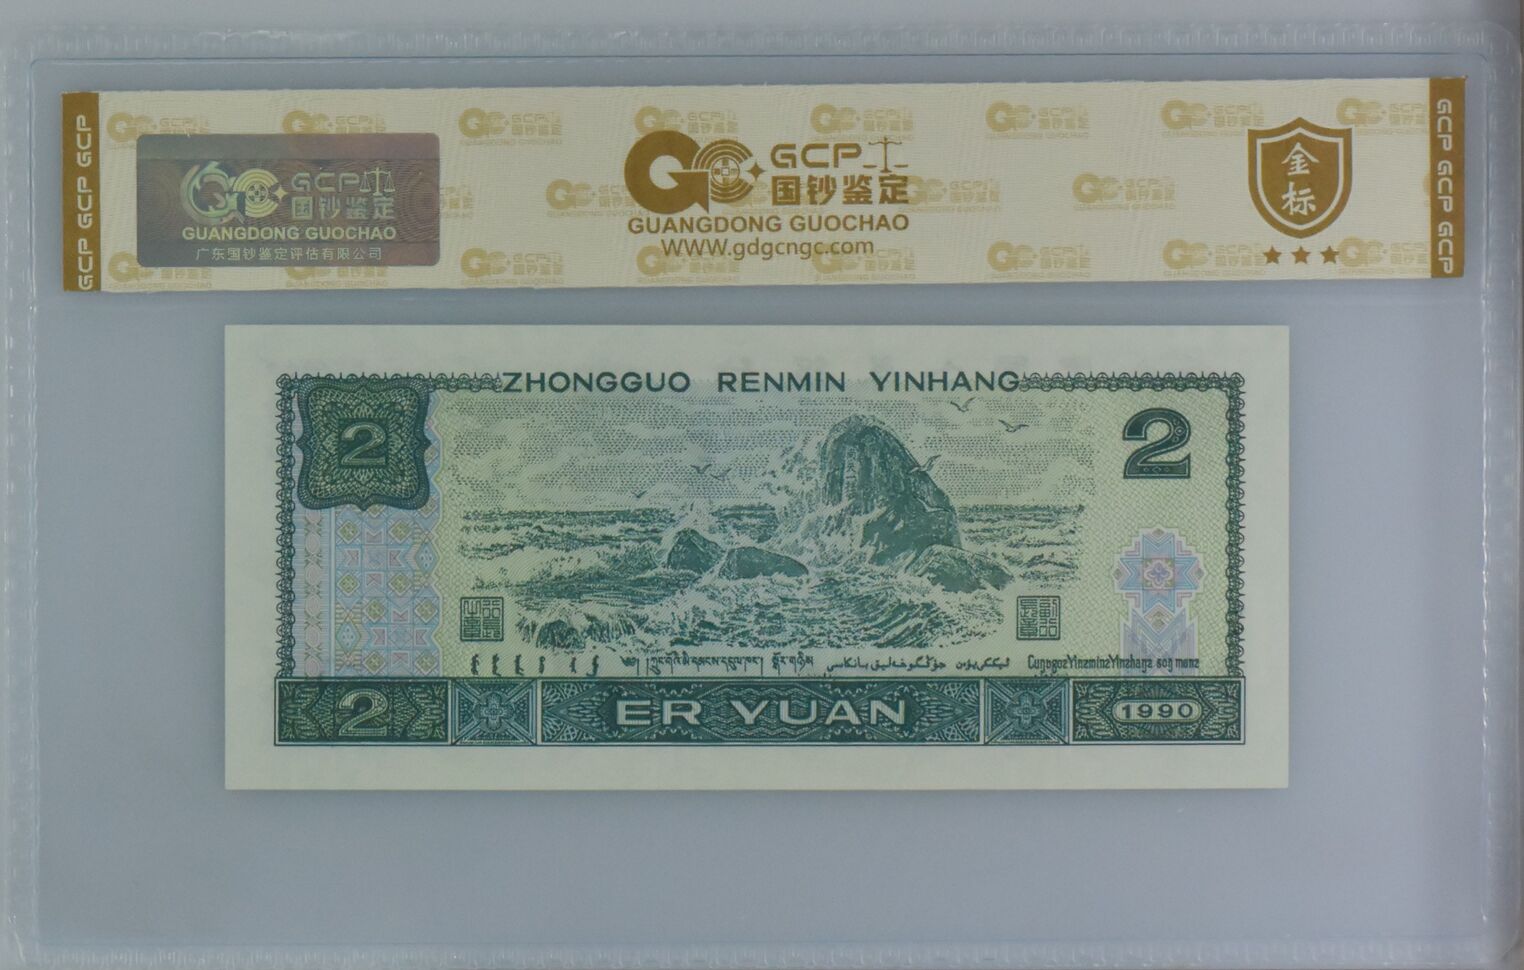 GCP GCP GCP
GCP
国钞鉴定
GUANGDONG GUOCHAO
广东国钞鉴定评估有限公司
GCP
国钞鉴定
GUANGDONG GUOCHAO
WWW.gdgcngc.com
金标
GCP GCP GCP
ZHONGGUO RENMIN YINHANG
2
2
2 ER YUAN 1990